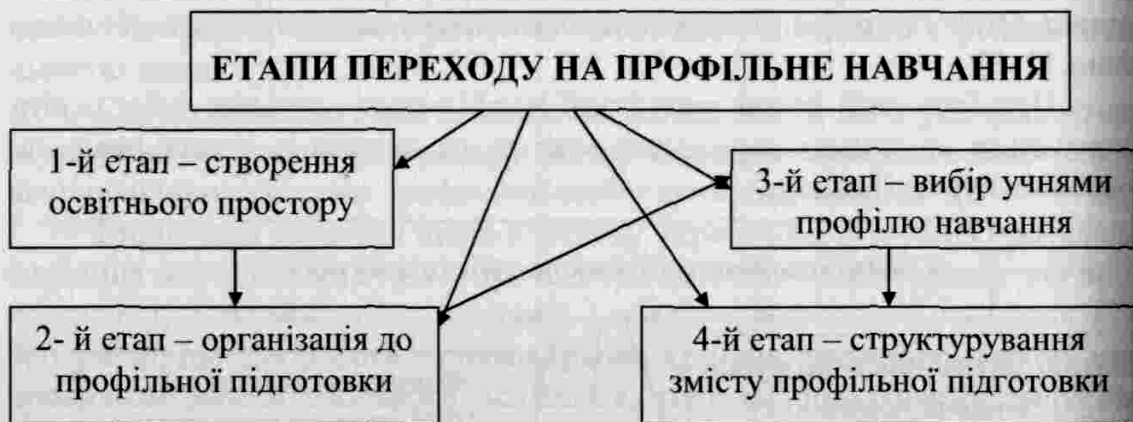 ЕТАПИ ПЕРЕХОДУ НА ПРОФІЛЬНЕ НАВЧАННЯ
1-й етап – створення
освітнього простору
3-й етап – вибір учнями
профілю навчання
2- й етап – організація до
профільної підготовки
4-й етап – структурування
змісту профільної підготовки